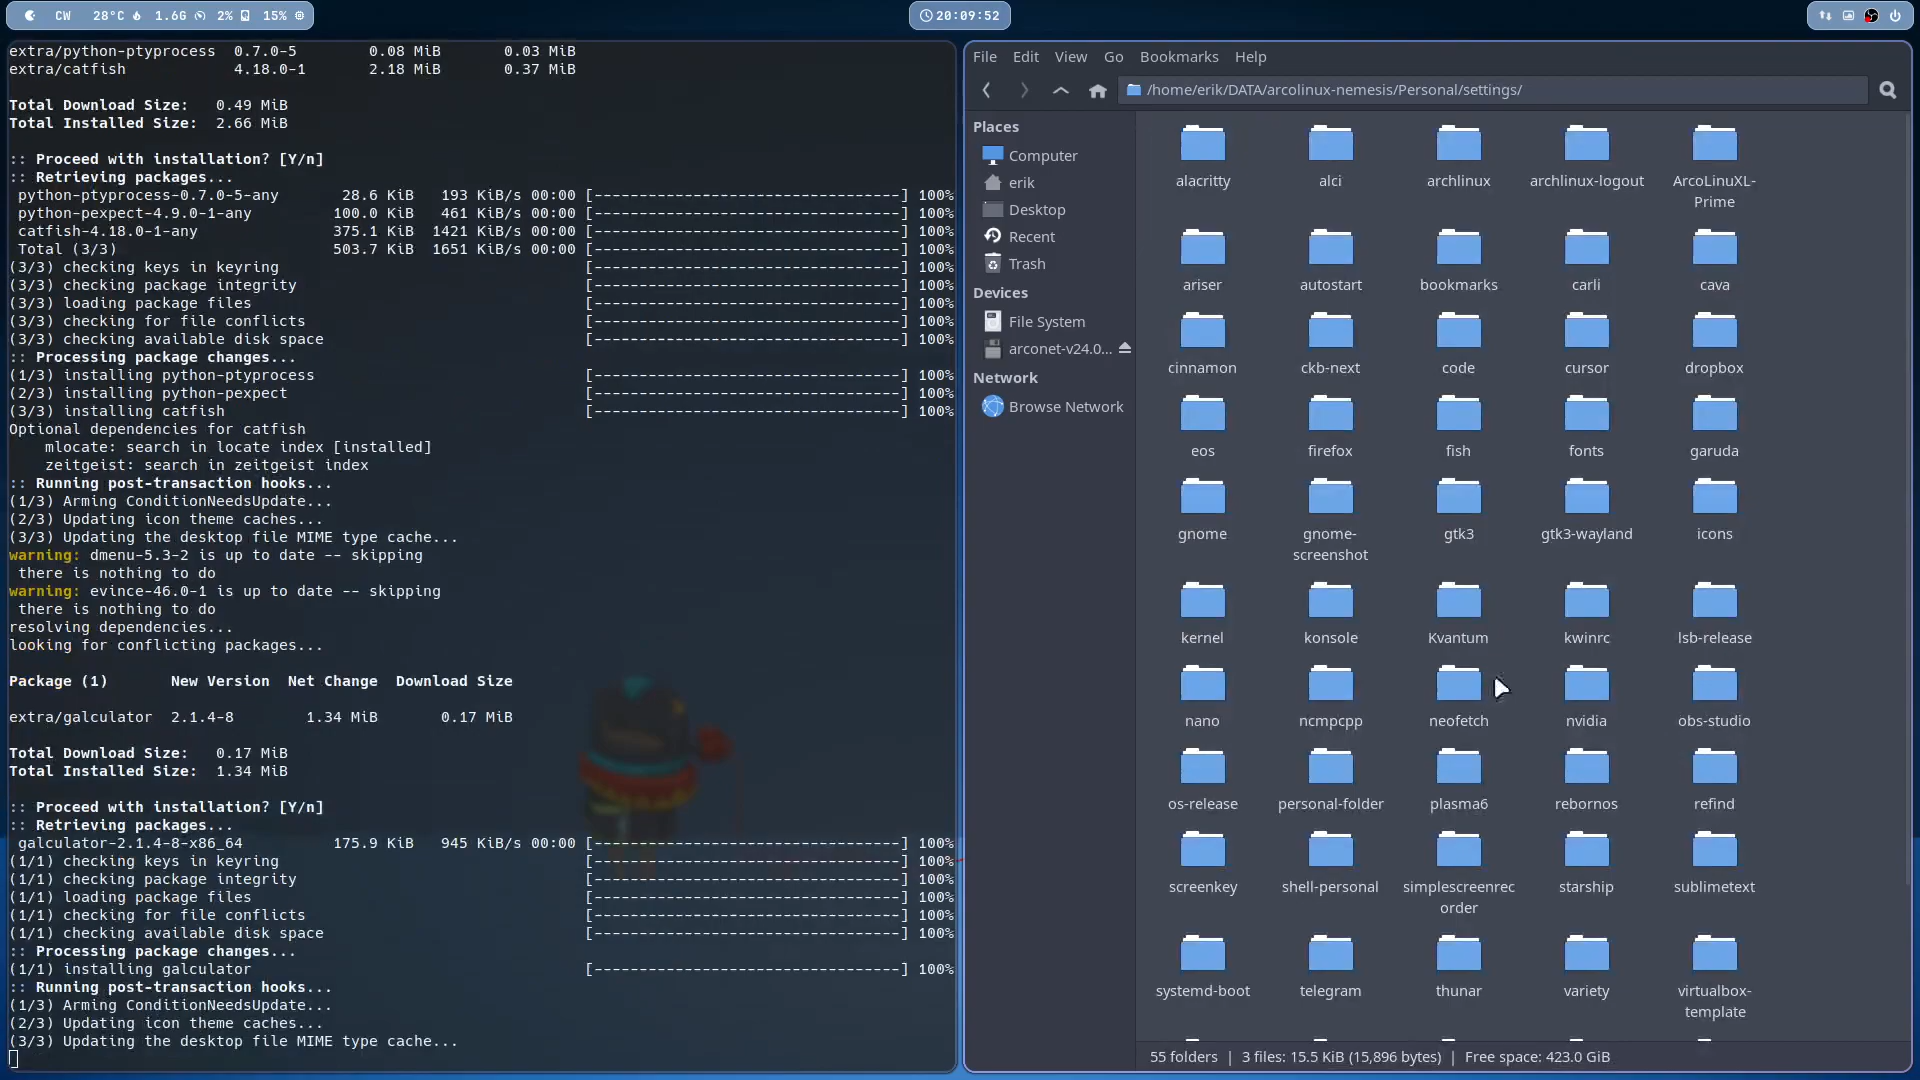 CW 28°C 1.6G 2% 15%
20:09:52
extra/python-ptyprocess 0.7.0-5 0.08 MiB 0.03 MiB
extra/catfish 4.18.0-1 2.18 MiB 0.37 MiB
Total Download Size: 0.49 MiB
Total Installed Size: 2.66 MiB
:: Proceed with installation? [Y/n]
:: Retrieving packages...
python-ptyprocess-0.7.0-5-any 28.6 KiB 193 KiB/s 00:00 [----------------------------------] 100%
python-pexpect-4.9.0-1-any 100.0 KiB 461 KiB/s 00:00 [----------------------------------] 100%
catfish-4.18.0-1-any 375.1 KiB 1421 KiB/s 00:00 [----------------------------------] 100%
Total (3/3) 503.7 KiB 1651 KiB/s 00:00 [----------------------------------] 100%
(3/3) checking keys in keyring [----------------------------------] 100%
(3/3) checking package integrity [----------------------------------] 100%
(3/3) loading package files [----------------------------------] 100%
(3/3) checking for file conflicts [----------------------------------] 100%
(3/3) checking available disk space [----------------------------------] 100%
:: Processing package changes...
(1/3) installing python-ptyprocess [----------------------------------] 100%
(2/3) installing python-pexpect [----------------------------------] 100%
(3/3) installing catfish [----------------------------------] 100%
Optional dependencies for catfish
mlocate: search in locate index [installed]
zeitgeist: search in zeitgeist index
:: Running post-transaction hooks...
(1/3) Arming ConditionNeedsUpdate...
(2/3) Updating icon theme caches...
(3/3) Updating the desktop file MIME type cache...
warning: dmenu-5.3-2 is up to date -- skipping
there is nothing to do
warning: evince-46.0-1 is up to date -- skipping
there is nothing to do
resolving dependencies...
looking for conflicting packages...
Package (1) New Version Net Change Download Size
extra/galculator 2.1.4-8 1.34 MiB 0.17 MiB
Total Download Size: 0.17 MiB
Total Installed Size: 1.34 MiB
:: Proceed with installation? [Y/n]
:: Retrieving packages...
galculator-2.1.4-8-x86_64 175.9 KiB 945 KiB/s 00:00 [----------------------------------] 100%
(1/1) checking keys in keyring [----------------------------------] 100%
(1/1) checking package integrity [----------------------------------] 100%
(1/1) loading package files [----------------------------------] 100%
(1/1) checking for file conflicts [----------------------------------] 100%
(1/1) checking available disk space [----------------------------------] 100%
:: Processing package changes...
(1/1) installing galculator [----------------------------------] 100%
:: Running post-transaction hooks...
(1/3) Arming ConditionNeedsUpdate...
(2/3) Updating icon theme caches...
(3/3) Updating the desktop file MIME type cache...
File Edit View Go Bookmarks Help
/home/erik/DATA/arcolinux-nemesis/Personal/settings/
Places
Computer
erik
Desktop
Recent
Trash
Devices
File System
arconet-v24.0...
Network
Browse Network
alacritty alci archlinux archlinux-logout ArcoLinuXL-
Prime
ariser autostart bookmarks carli cava
cinnamon ckb-next code cursor dropbox
eos firefox fish fonts garuda
gnome gnome- gtk3 gtk3-wayland icons
screenshot
kernel konsole Kvantum kwinrc lsb-release
nano ncmpcpp neofetch nvidia obs-studio
os-release personal-folder plasma6 rebornos refind
screenkey shell-personal simplescreenrec starship sublimetext
order
systemd-boot telegram thunar variety virtualbox-
template
55 folders | 3 files: 15.5 KiB (15,896 bytes) | Free space: 423.0 GiB